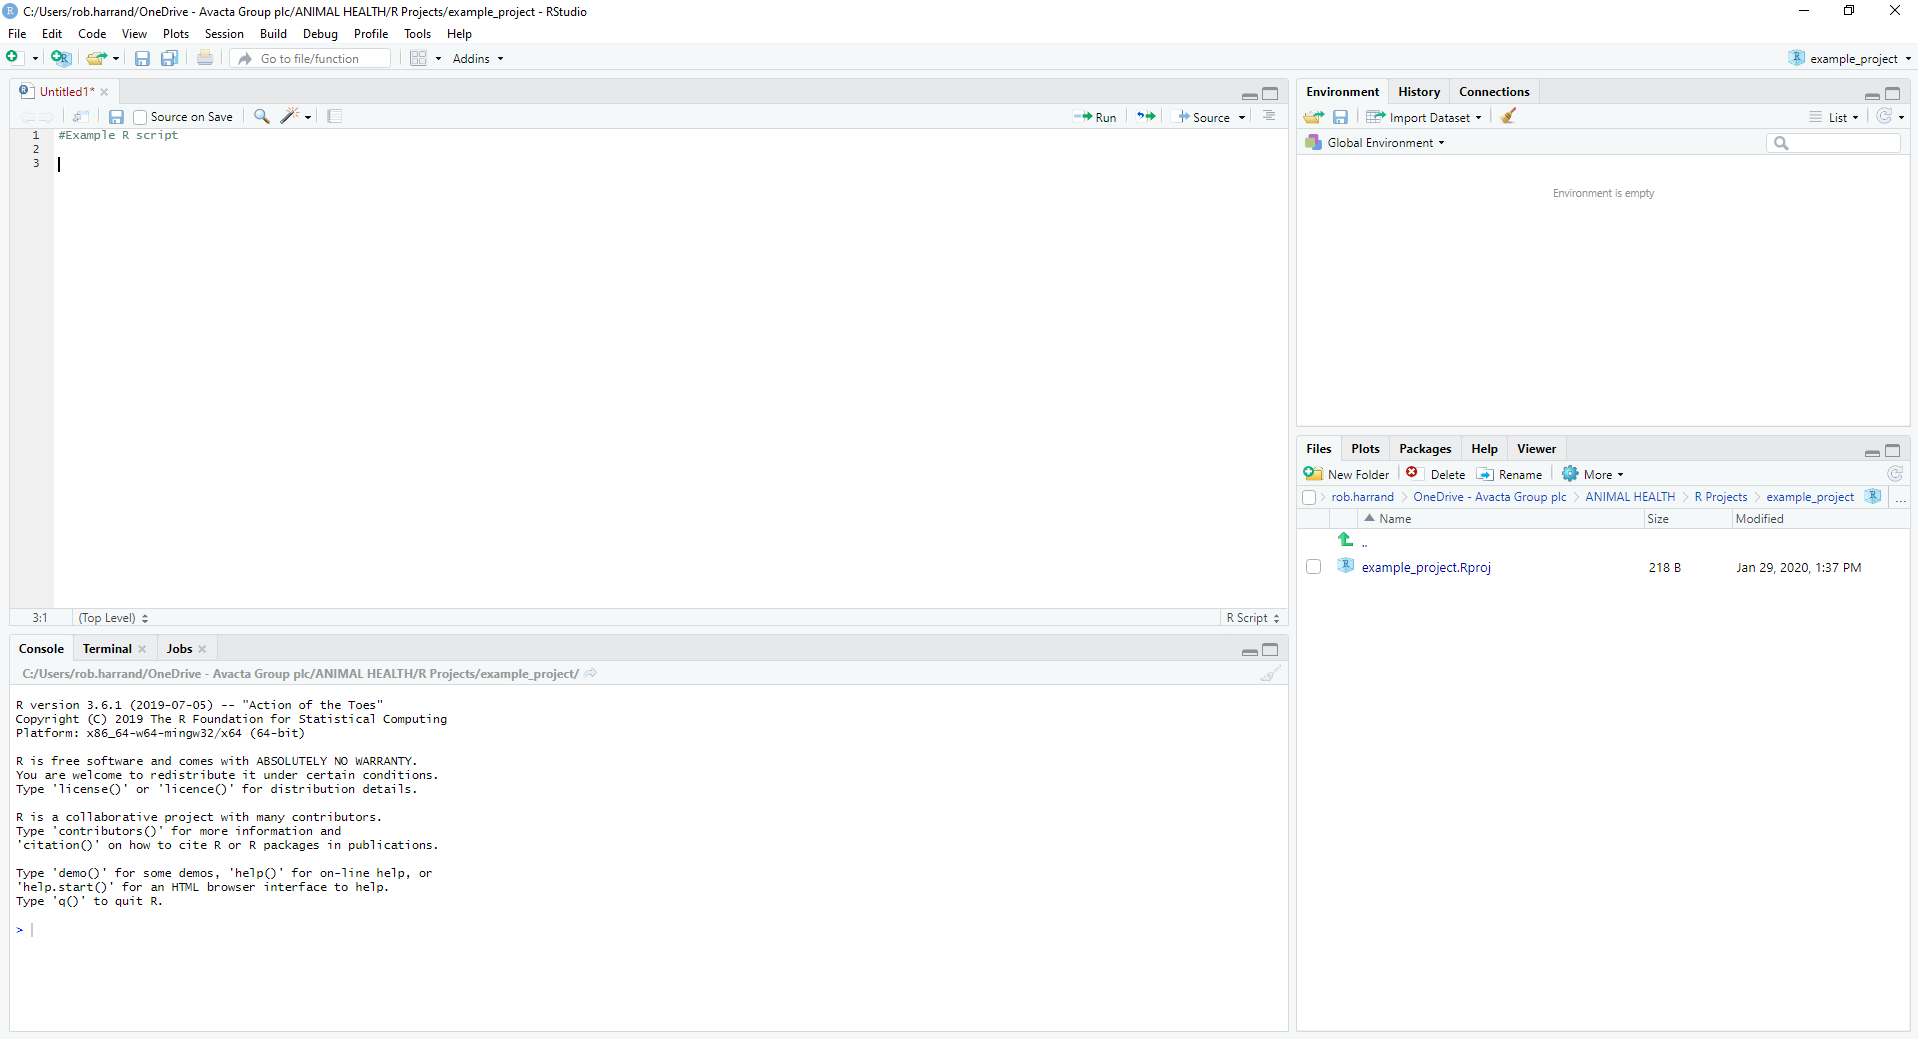 C:/Users/rob.harrand/OneDrive - Avacta Group plc/ANIMAL HEALTH/R Projects/example_project - RStudio
File Edit Code View Plots Session Build Debug Profile Tools Help
Go to file/function Addins example_project
Untitled1*
Source on Save Run Source
1 #Example R script
2
3
3:1 (Top Level) R Script
Console Terminal Jobs
C:/Users/rob.harrand/OneDrive - Avacta Group plc/ANIMAL HEALTH/R Projects/example_project/
R version 3.6.1 (2019-07-05) -- "Action of the Toes"
Copyright (C) 2019 The R Foundation for Statistical Computing
Platform: x86_64-w64-mingw32/x64 (64-bit)
R is free software and comes with ABSOLUTELY NO WARRANTY.
You are welcome to redistribute it under certain conditions.
Type 'license()' or 'licence()' for distribution details.
R is a collaborative project with many contributors.
Type 'contributors()' for more information and
'citation()' on how to cite R or R packages in publications.
Type 'demo()' for some demos, 'help()' for on-line help, or
'help.start()' for an HTML browser interface to help.
Type 'q()' to quit R.
>
Environment History Connections
Import Dataset List
Global Environment
Environment is empty
Files Plots Packages Help Viewer
New Folder Delete Rename More
rob.harrand OneDrive - Avacta Group plc ANIMAL HEALTH R Projects example_project ...
Name Size Modified
..
example_project.Rproj 218 B Jan 29, 2020, 1:37 PM